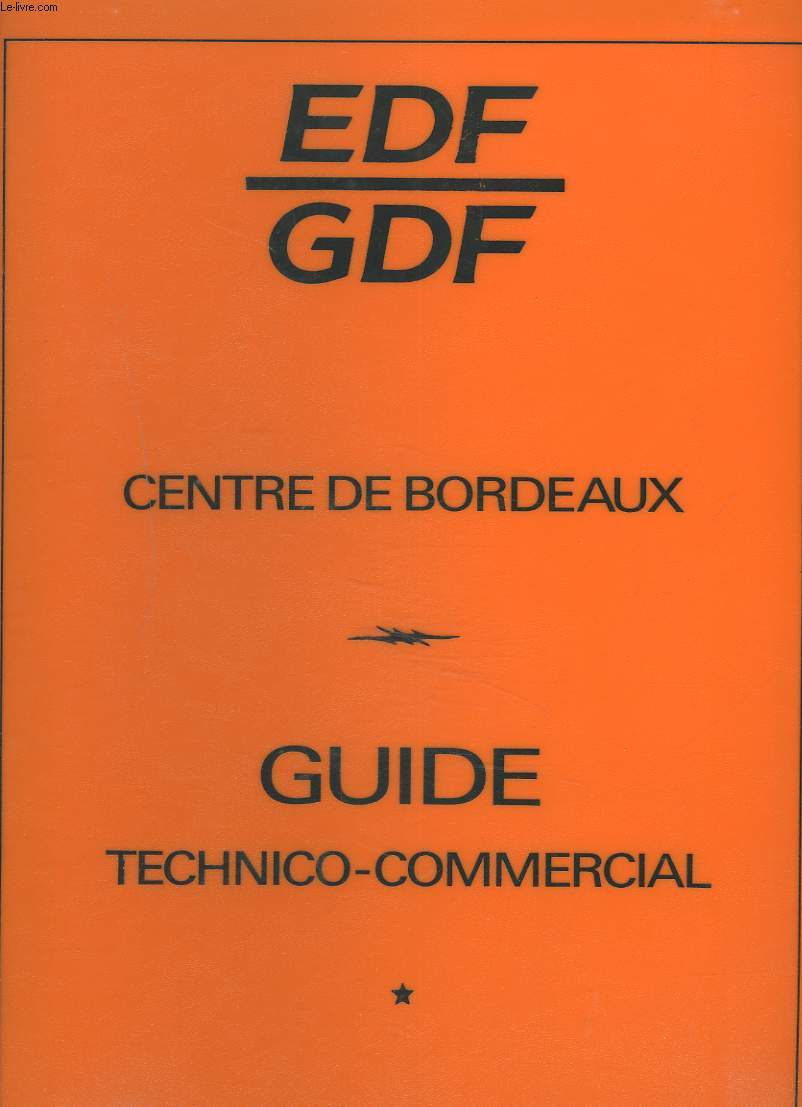 Le-livre.com
EDF
GDF
CENTRE DE BORDEAUX
GUIDE
TECHNICO-COMMERCIAL